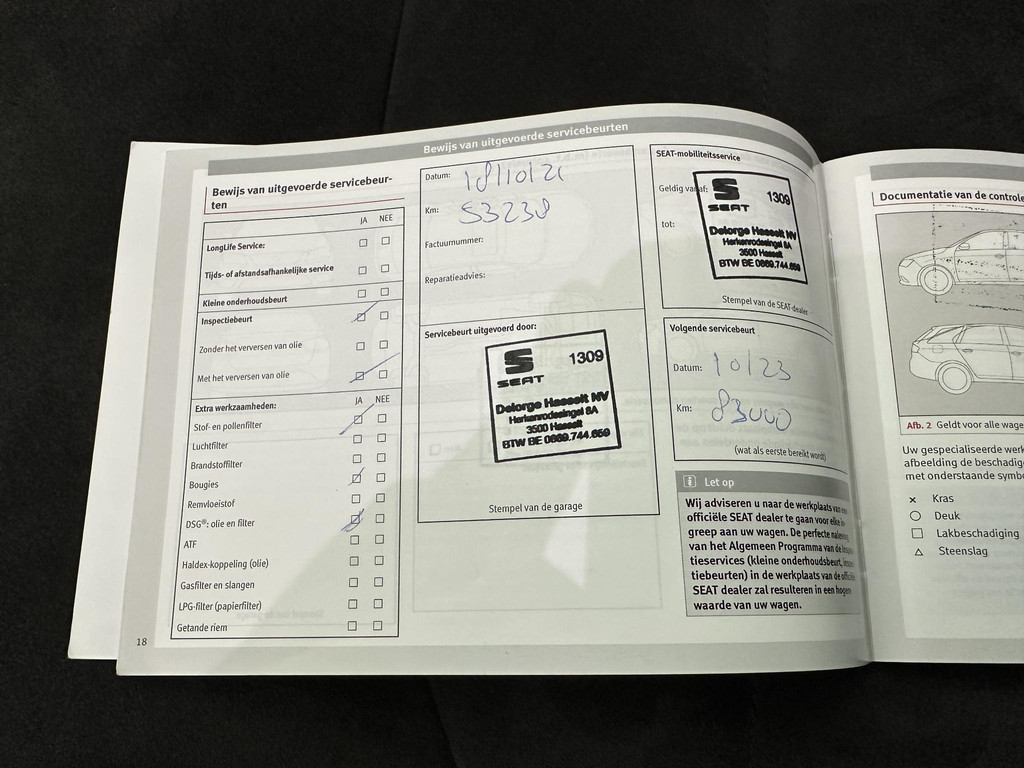 Bewijs van uitgevoerde servicebeurten
Bewijs van uitgevoerde servicebeur-
ten
JA NEE
LongLife Service:
Tijds- of afstandsafhankelijke service
Kleine onderhoudsbeurt
Inspectiebeurt
Zonder het verversen van olie
Met het verversen van olie
Extra werkzaamheden: JA NEE
Stof- en pollenfilter
Luchtfilter
Brandstoffilter
Bougies
Remvloeistof
DSG®: olie en filter
ATF
Haldex-koppeling (olie)
Gasfilter en slangen
LPG-filter (papierfilter)
Getande riem
18
Datum: 18/10/21
Km: 53238
Factuurnummer:
Reparatieadvies:
Servicebeurt uitgevoerd door:
SEAT 1309
Delorge Hasselt NV
Herkenrodesingel 8A
3500 Hasselt
BTW BE 0869.744.659
Stempel van de garage
SEAT-mobiliteitsservice
Geldig vanaf:
tot:
SEAT 1309
Delorge Hasselt NV
Herkenrodesingel 8A
3500 Hasselt
BTW BE 0869.744.659
Stempel van de SEAT-dealer
Volgende servicebeurt
Datum: 10/23
Km: 83000
(wat als eerste bereikt wordt)
Let op
Wij adviseren u naar de werkplaats van
officiële SEAT dealer te gaan voor elke
greep aan uw wagen. De perfecte
van het Algemeen Programma van de
tieservices (kleine onderhoudsbeurt,
tiebeurten) in de werkplaats van de
SEAT dealer zal resulteren in een
waarde van uw wagen.
Documentatie van de controle
Afb. 2 Geldt voor alle wage
Uw gespecialiseerde werk
afbeelding de beschadig
met onderstaande symbo
Kras
Deuk
Lakbeschadiging
Steenslag